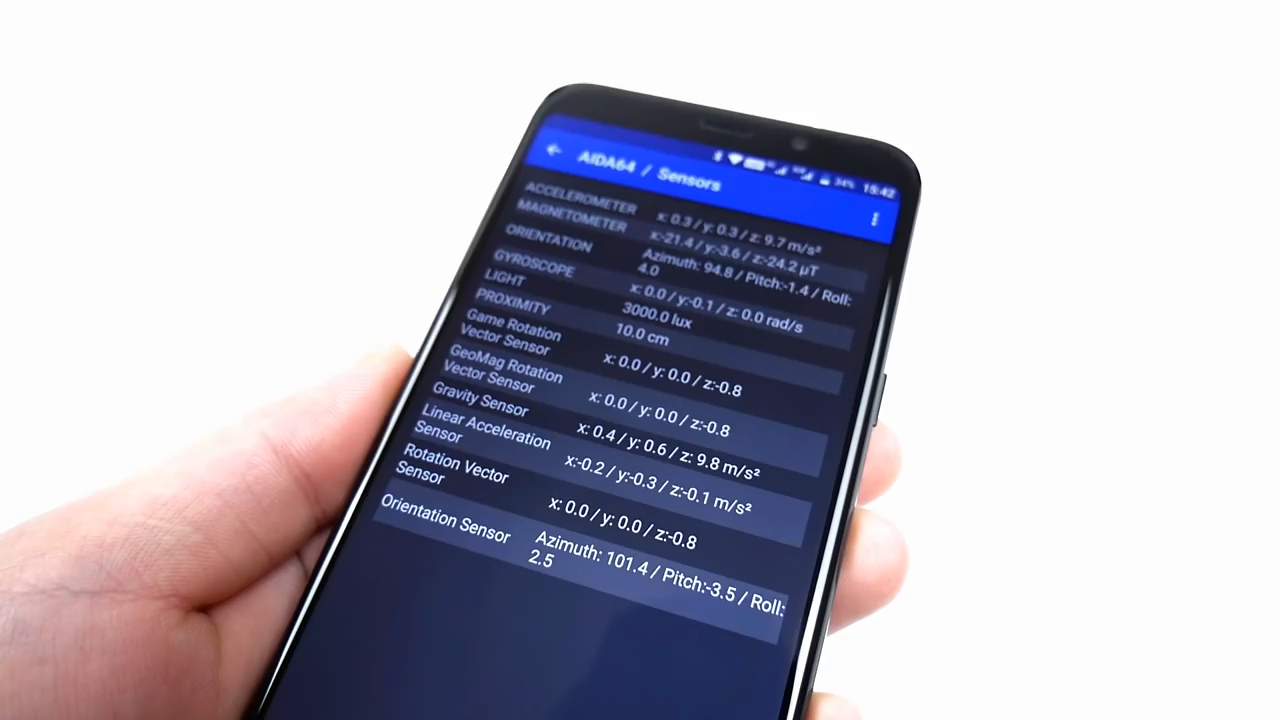 34% 15:42
AIDA64 / Sensors
ACCELEROMETER x: 0.3 / y: 0.3 / z: 9.7 m/s²
MAGNETOMETER x:-21.4 / y:-3.6 / z:-24.2 µT
ORIENTATION Azimuth: 94.8 / Pitch:-1.4 / Roll:
4.0
GYROSCOPE x: 0.0 / y:-0.1 / z: 0.0 rad/s
LIGHT 3000.0 lux
PROXIMITY 10.0 cm
Game Rotation
Vector Sensor x: 0.0 / y: 0.0 / z:-0.8
GeoMag Rotation
Vector Sensor x: 0.0 / y: 0.0 / z:-0.8
Gravity Sensor x: 0.4 / y: 0.6 / z: 9.8 m/s²
Linear Acceleration
Sensor x:-0.2 / y:-0.3 / z:-0.1 m/s²
Rotation Vector
Sensor x: 0.0 / y: 0.0 / z:-0.8
Orientation Sensor Azimuth: 101.4 / Pitch:-3.5 / Roll:
2.5